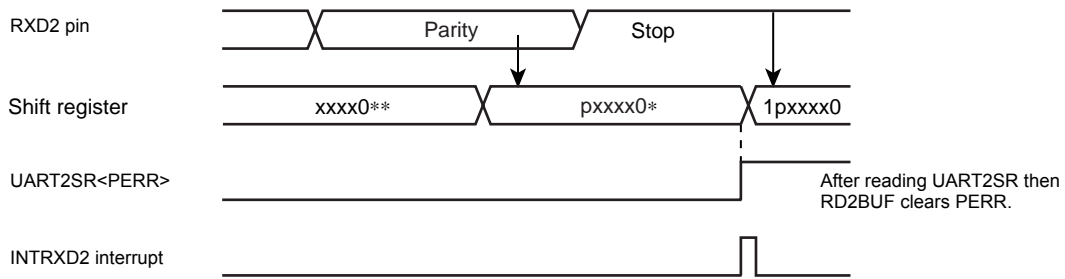 RXD2 pin
Parity
Stop
Shift register
xxxx0**
pxxxx0*
1pxxxx0
UART2SR<PERR>
After reading UART2SR then
RD2BUF clears PERR.
INTRXD2 interrupt